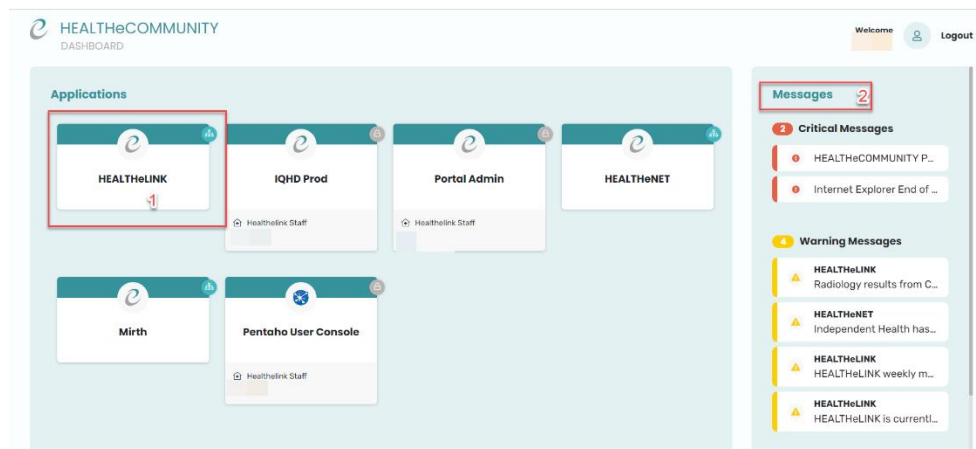 HEALTHeCOMMUNITY
DASHBOARD
Welcome
Logout
Applications
HEALTHeLINK
1
IQHD Prod
Healthelink Staff
Portal Admin
Healthelink Staff
HEALTHeNET
Mirth
Pentaho User Console
Healthelink Staff
Messages 2
2 Critical Messages
HEALTHeCOMMUNITY P...
Internet Explorer End of ...
4 Warning Messages
HEALTHeLINK
Radiology results from C...
HEALTHeNET
Independent Health has...
HEALTHeLINK
HEALTHeLINK weekly m...
HEALTHeLINK
HEALTHeLINK is currentl...